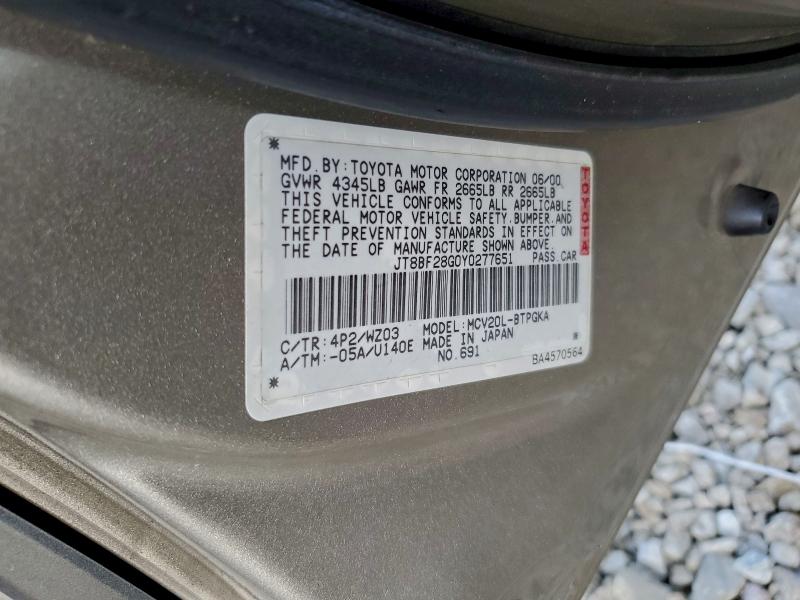 MFD. BY: TOYOTA MOTOR CORPORATION 06/00
GVWR 4345LB GAWR FR 2665LB RR 2665LB
THIS VEHICLE CONFORMS TO ALL APPLICABLE
FEDERAL MOTOR VEHICLE SAFETY, BUMPER, AND
THEFT PREVENTION STANDARDS IN EFFECT ON
THE DATE OF MANUFACTURE SHOWN ABOVE.
JT8BF28G0Y0277651 PASS. CAR
TOYOTA
C/TR: 4P2/WZ03 MODEL: MCV20L-BTPGKA
A/TM: -05A/U140E MADE IN JAPAN
NO. 691
BA4570564